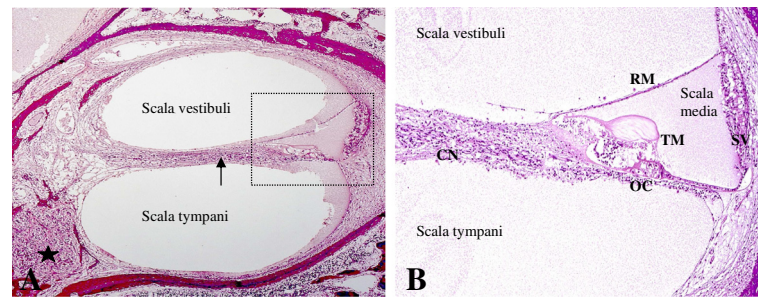 Scala vestibuli
Scala tympani
A
Scala vestibuli
RM
Scala
media
TM
SV
CN
OC
Scala tympani
B